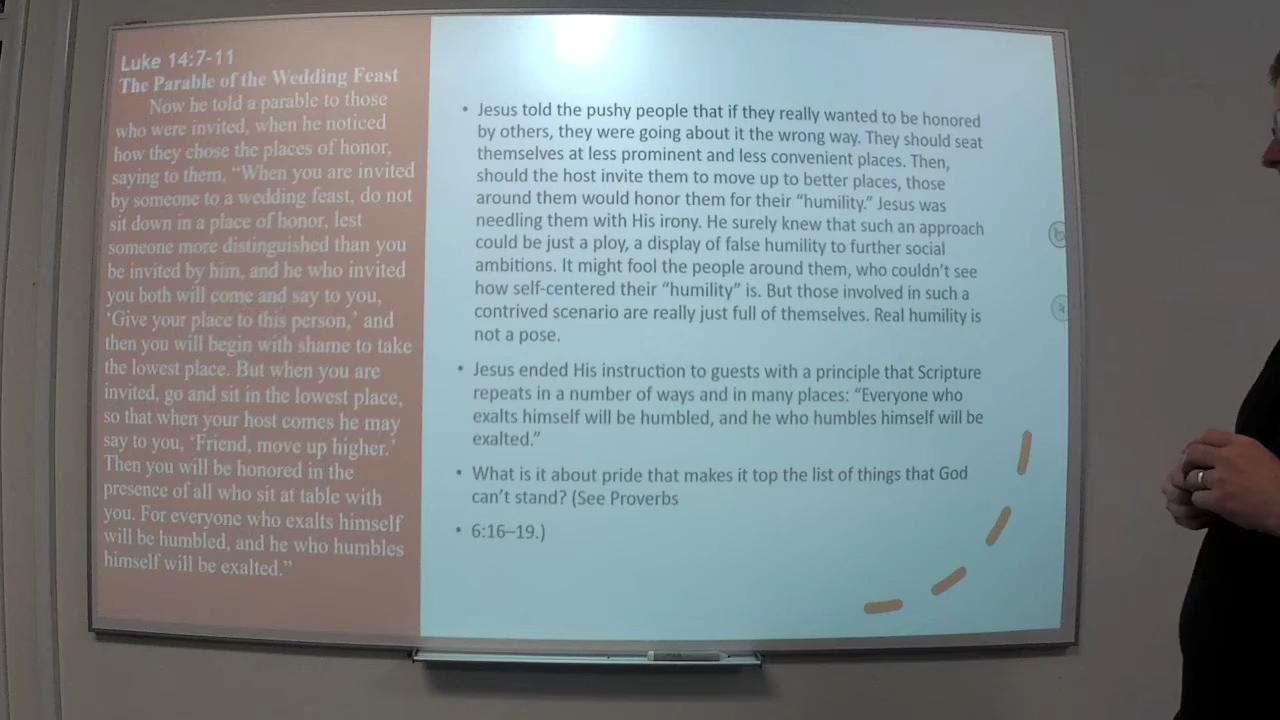 Luke 14:7-11
The Parable of the Wedding Feast
Now he told a parable to those
who were invited, when he noticed
how they chose the places of honor,
saying to them, “When you are invited
by someone to a wedding feast, do not
sit down in a place of honor, lest
someone more distinguished than you
be invited by him, and he who invited
you both will come and say to you,
‘Give your place to this person,’ and
then you will begin with shame to take
the lowest place. But when you are
invited, go and sit in the lowest place,
so that when your host comes he may
say to you, ‘Friend, move up higher.’
Then you will be honored in the
presence of all who sit at table with
you. For everyone who exalts himself
will be humbled, and he who humbles
himself will be exalted.”
• Jesus told the pushy people that if they really wanted to be honored
by others, they were going about it the wrong way. They should seat
themselves at less prominent and less convenient places. Then,
should the host invite them to move up to better places, those
around them would honor them for their “humility.” Jesus was
needling them with His irony. He surely knew that such an approach
could be just a ploy, a display of false humility to further social
ambitions. It might fool the people around them, who couldn’t see
how self-centered their “humility” is. But those involved in such a
contrived scenario are really just full of themselves. Real humility is
not a pose.
• Jesus ended His instruction to guests with a principle that Scripture
repeats in a number of ways and in many places: “Everyone who
exalts himself will be humbled, and he who humbles himself will be
exalted.”
• What is it about pride that makes it top the list of things that God
can’t stand? (See Proverbs
• 6:16–19.)